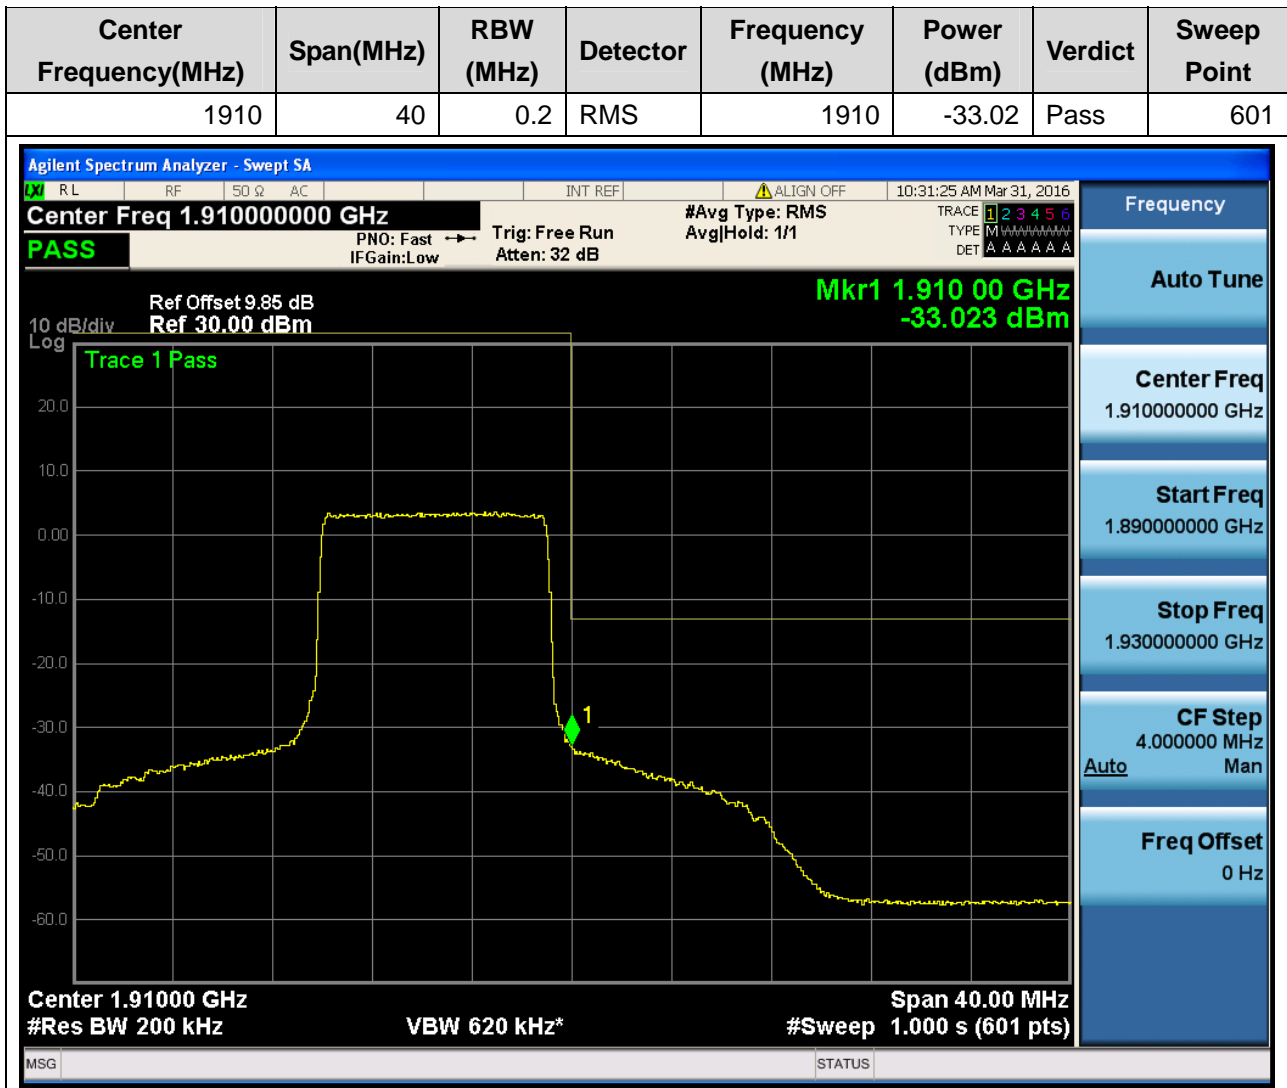 Center Frequency(MHz) Span(MHz) RBW (MHz) Detector Frequency (MHz) Power (dBm) Verdict Sweep Point
1910 40 0.2 RMS 1910 -33.02 Pass 601
Agilent Spectrum Analyzer - Swept SA
LXI RL RF 50 Ω AC INT REF ALIGN OFF 10:31:25 AM Mar 31, 2016
Center Freq 1.910000000 GHz
PASS
PNO: Fast
IFGain:Low
Trig: Free Run
Atten: 32 dB
#Avg Type: RMS
Avg|Hold: 1/1
TRACE 1 2 3 4 5 6
TYPE M WWWWW
DET A A A A A A
Mkr1 1.910 00 GHz
-33.023 dBm
Ref Offset 9.85 dB
10 dB/div Ref 30.00 dBm
Log
Trace 1 Pass
20.0
10.0
0.00
-10.0
-20.0
-30.0
-40.0
-50.0
-60.0
1
Center 1.91000 GHz Span 40.00 MHz
#Res BW 200 kHz VBW 620 kHz* #Sweep 1.000 s (601 pts)
MSG STATUS
Frequency
Auto Tune
Center Freq
1.910000000 GHz
Start Freq
1.890000000 GHz
Stop Freq
1.930000000 GHz
CF Step
4.000000 MHz
Auto Man
Freq Offset
0 Hz